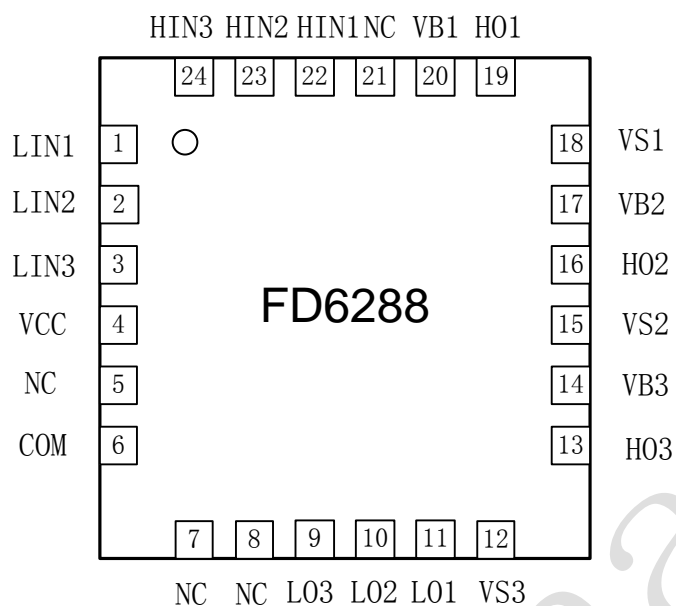 HIN3 HIN2 HIN1 NC VB1 HO1
24 23 22 21 20 19
LIN1 1 18 VS1
LIN2 2 17 VB2
LIN3 3 16 HO2
FD6288
VCC 4 15 VS2
NC 5 14 VB3
COM 6 13 HO3
7 8 9 10 11 12
NC NC LO3 LO2 LO1 VS3